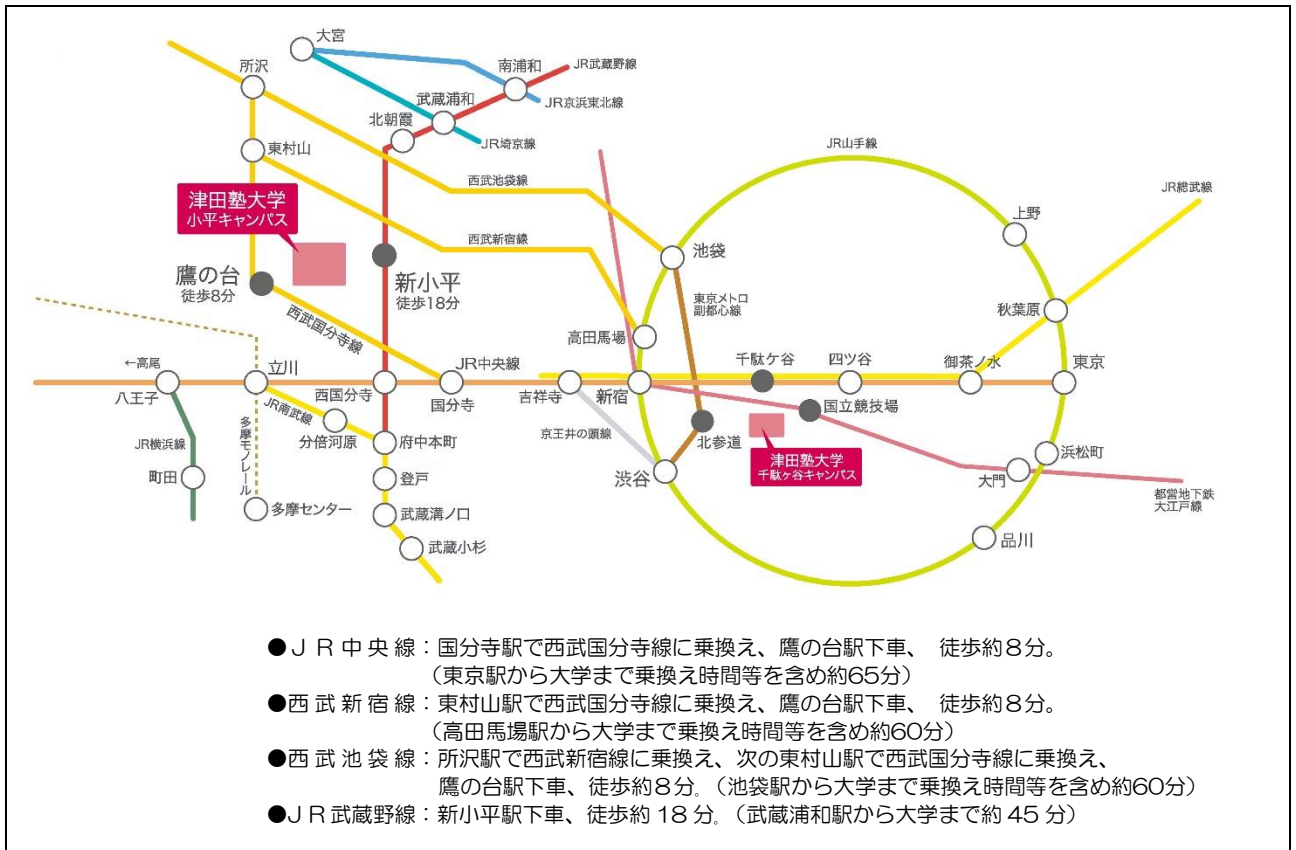 大宮
所沢
南浦和
JR武蔵野線
武蔵浦和
JR京浜東北線
北朝霞
JR埼京線
東村山
JR山手線
西武池袋線
JR総武線
津田塾大学
小平キャンパス
上野
西武新宿線
池袋
鷹の台
徒歩8分
新小平
徒歩18分
東京メトロ
副都心線
西武国分寺線
秋葉原
高田馬場
←高尾
立川
JR中央線
千駄ケ谷
四ツ谷
御茶ノ水
東京
八王子
西国分寺
国分寺
吉祥寺
新宿
国立競技場
JR南武線
分倍河原
府中本町
多摩モノレール
JR横浜線
京王井の頭線
北参道
津田塾大学
千駄ヶ谷キャンパス
浜松町
町田
登戸
渋谷
大門
都営地下鉄
大江戸線
多摩センター
武蔵溝ノ口
武蔵小杉
品川
●JR中央線：国分寺駅で西武国分寺線に乗換え、鷹の台駅下車、 徒歩約8分。
（東京駅から大学まで乗換え時間等を含め約65分）
●西武新宿線：東村山駅で西武国分寺線に乗換え、鷹の台駅下車、 徒歩約8分。
（高田馬場駅から大学まで乗換え時間等を含め約60分）
●西武池袋線：所沢駅で西武新宿線に乗換え、次の東村山駅で西武国分寺線に乗換え、
鷹の台駅下車、徒歩約8分。（池袋駅から大学まで乗換え時間等を含め約60分）
●JR武蔵野線：新小平駅下車、徒歩約 18 分。（武蔵浦和駅から大学まで約 45 分）